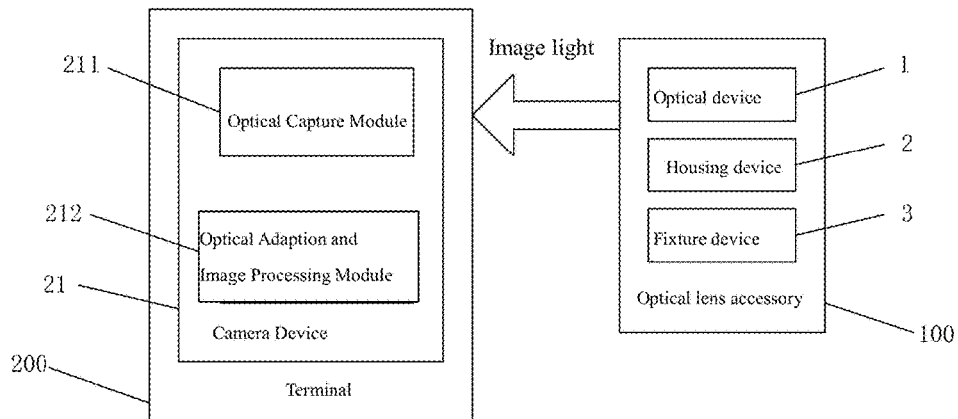 Image light
211
Optical Capture Module
212
Optical Adaption and
Image Processing Module
21
Camera Device
200
Terminal
1
Optical device
2
Housing device
3
Fixture device
Optical lens accessory
100